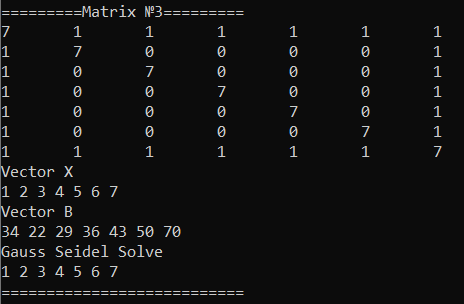 =========Matrix №3=========
7 1 1 1 1 1 1
1 7 0 0 0 0 1
1 0 7 0 0 0 1
1 0 0 7 0 0 1
1 0 0 0 7 0 1
1 0 0 0 0 7 1
1 1 1 1 1 1 7
Vector X
1 2 3 4 5 6 7
Vector B
34 22 29 36 43 50 70
Gauss Seidel Solve
1 2 3 4 5 6 7
===========================